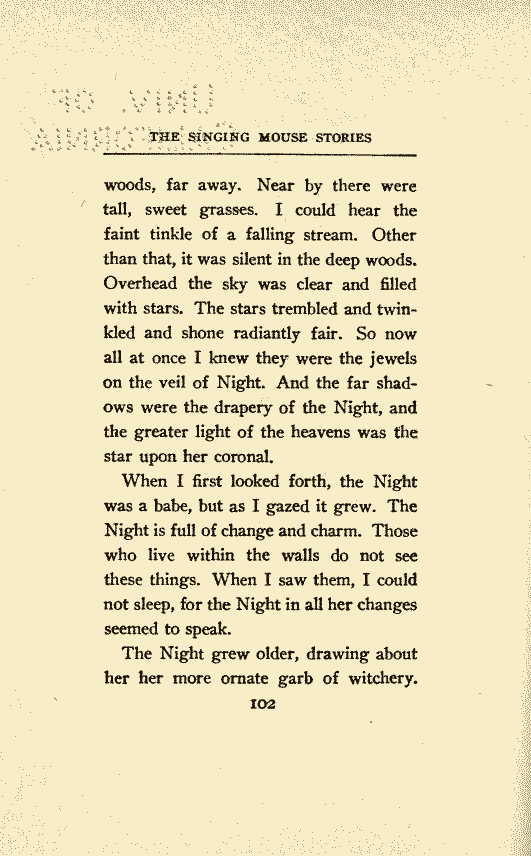 UNIV. OF
CALIFORNIA
THE SINGING MOUSE STORIES
woods, far away. Near by there were
tall, sweet grasses. I could hear the
faint tinkle of a falling stream. Other
than that, it was silent in the deep woods.
Overhead the sky was clear and filled
with stars. The stars trembled and twin-
kled and shone radiantly fair. So now
all at once I knew they were the jewels
on the veil of Night. And the far shad-
ows were the drapery of the Night, and
the greater light of the heavens was the
star upon her coronal.
When I first looked forth, the Night
was a babe, but as I gazed it grew. The
Night is full of change and charm. Those
who live within the walls do not see
these things. When I saw them, I could
not sleep, for the Night in all her changes
seemed to speak.
The Night grew older, drawing about
her her more ornate garb of witchery.
102